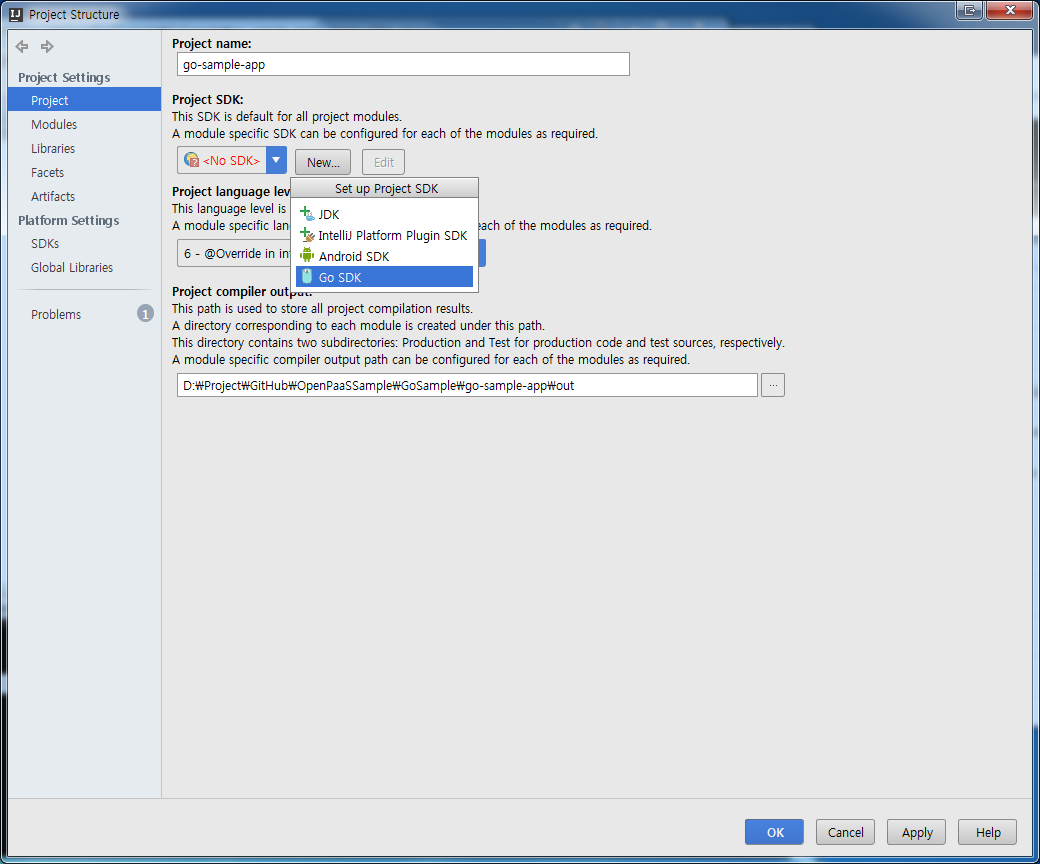 Project Structure
Project Settings
Project
Modules
Libraries
Facets
Artifacts
Platform Settings
SDKs
Global Libraries
Problems
1
Project name:
go-sample-app
Project SDK:
This SDK is default for all project modules.
A module specific SDK can be configured for each of the modules as required.
<No SDK>
New...
Edit
Set up Project SDK
JDK
IntelliJ Platform Plugin SDK
Android SDK
Go SDK
Project language lev
This language level is
A module specific lan each of the modules as required.
6 - @Override in in
Project compiler output:
This path is used to store all project compilation results.
A directory corresponding to each module is created under this path.
This directory contains two subdirectories: Production and Test for production code and test sources, respectively.
A module specific compiler output path can be configured for each of the modules as required.
D:₩Project₩GitHub₩OpenPaaSSample₩GoSample₩go-sample-app₩out
...
OK
Cancel
Apply
Help